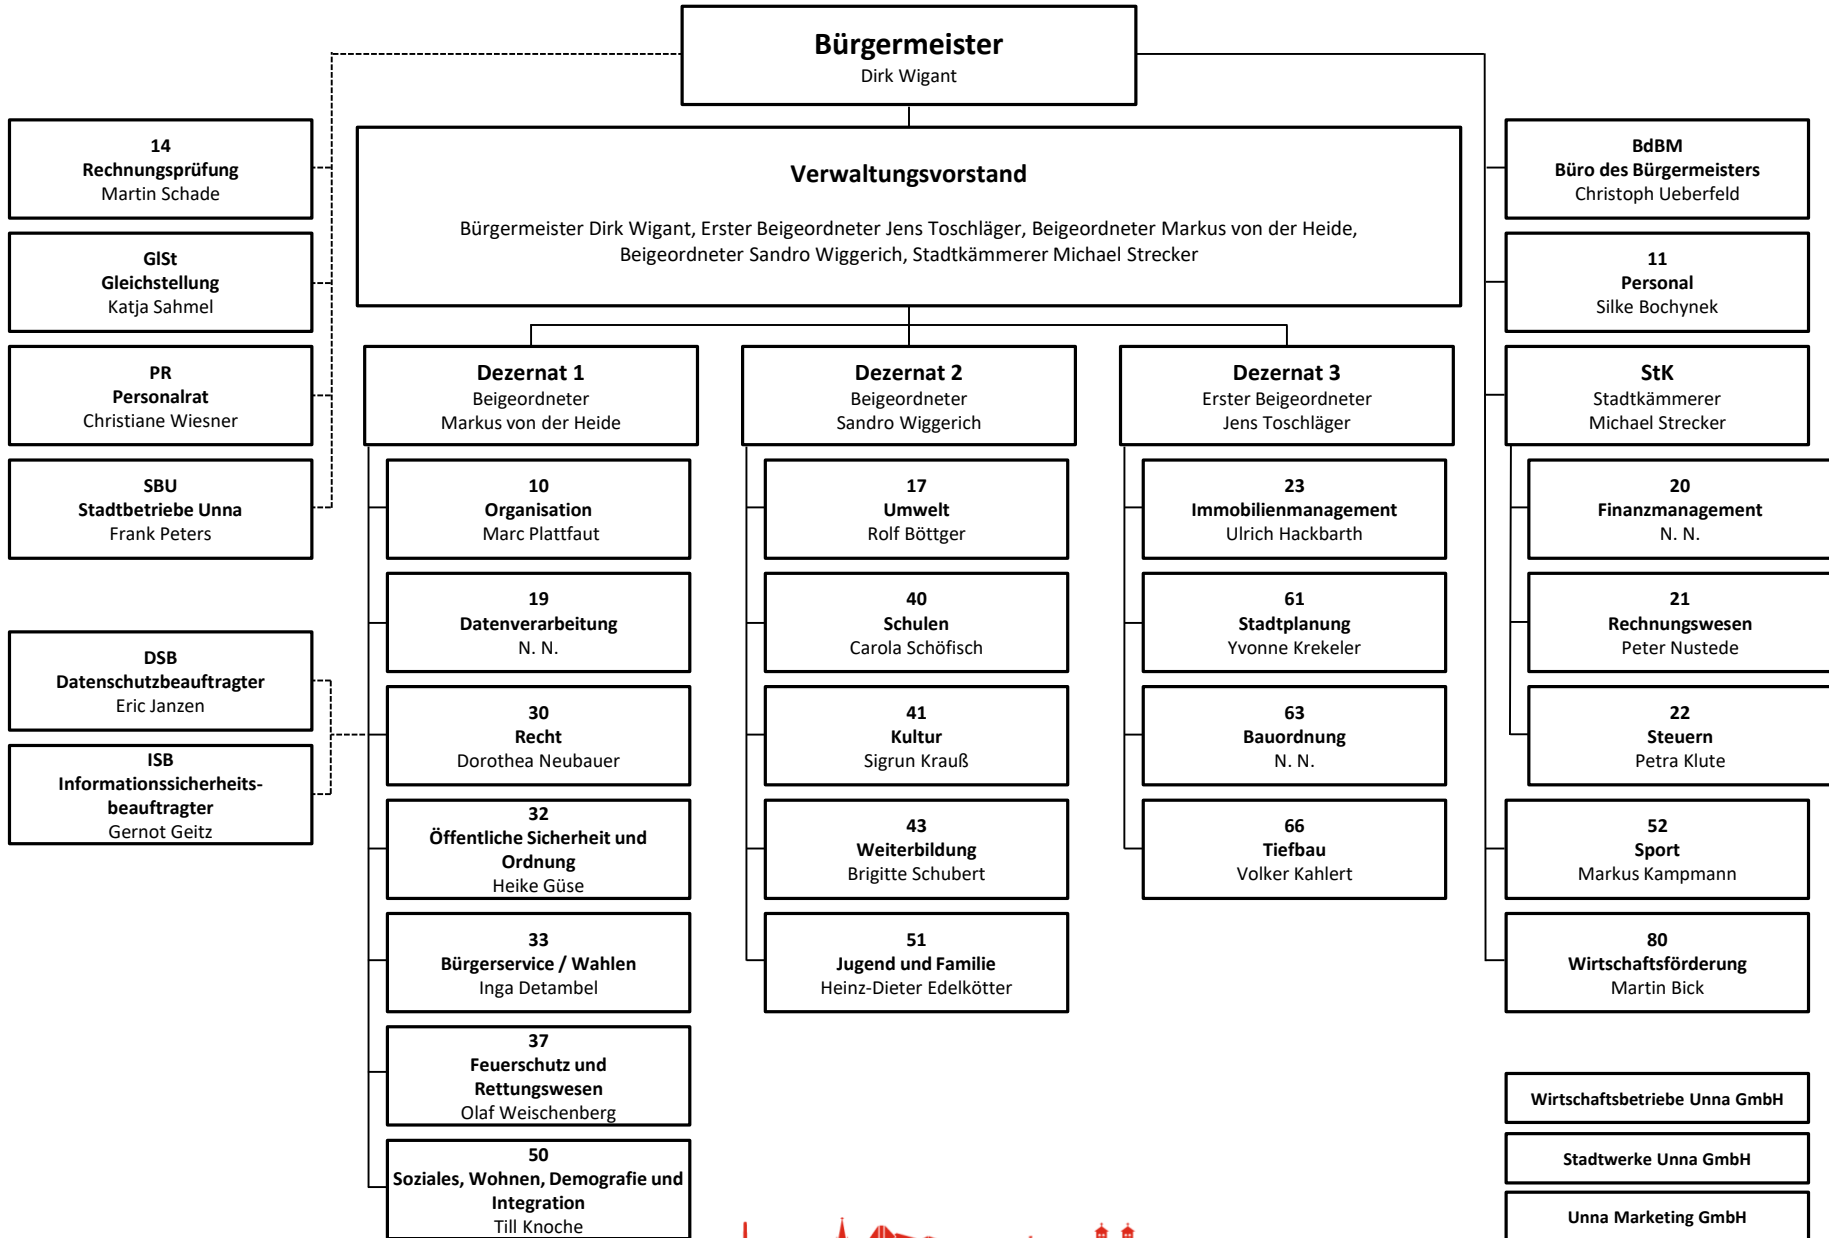 Bürgermeister
Dirk Wigant
14
Rechnungsprüfung
Martin Schade
GlSt
Gleichstellung
Katja Sahmel
PR
Personalrat
Christiane Wiesner
SBU
Stadtbetriebe Unna
Frank Peters
DSB
Datenschutzbeauftragter
Eric Janzen
ISB
Informationssicherheits-
beauftragter
Gernot Geitz
Verwaltungsvorstand
Bürgermeister Dirk Wigant, Erster Beigeordneter Jens Toschläger, Beigeordneter Markus von der Heide,
Beigeordneter Sandro Wiggerich, Stadtkämmerer Michael Strecker
Dezernat 1
Beigeordneter
Markus von der Heide
10
Organisation
Marc Plattfaut
19
Datenverarbeitung
N. N.
30
Recht
Dorothea Neubauer
32
Öffentliche Sicherheit und
Ordnung
Heike Güse
33
Bürgerservice / Wahlen
Inga Detambel
37
Feuerschutz und
Rettungswesen
Olaf Weischenberg
50
Soziales, Wohnen, Demografie und
Integration
Till Knoche
Dezernat 2
Beigeordneter
Sandro Wiggerich
17
Umwelt
Rolf Böttger
40
Schulen
Carola Schöfisch
41
Kultur
Sigrun Krauß
43
Weiterbildung
Brigitte Schubert
51
Jugend und Familie
Heinz-Dieter Edelkötter
Dezernat 3
Erster Beigeordneter
Jens Toschläger
23
Immobilienmanagement
Ulrich Hackbarth
61
Stadtplanung
Yvonne Krekeler
63
Bauordnung
N. N.
66
Tiefbau
Volker Kahlert
BdBM
Büro des Bürgermeisters
Christoph Ueberfeld
11
Personal
Silke Bochynek
StK
Stadtkämmerer
Michael Strecker
20
Finanzmanagement
N. N.
21
Rechnungswesen
Peter Nustede
22
Steuern
Petra Klute
52
Sport
Markus Kampmann
80
Wirtschaftsförderung
Martin Bick
Wirtschaftsbetriebe Unna GmbH
Stadtwerke Unna GmbH
Unna Marketing GmbH